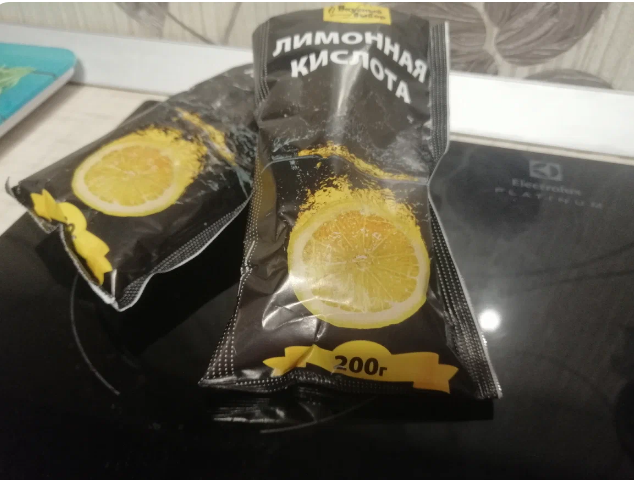 ЛИМОННАЯ
КИСЛОТА
Electrolux
PLATINUM
200г